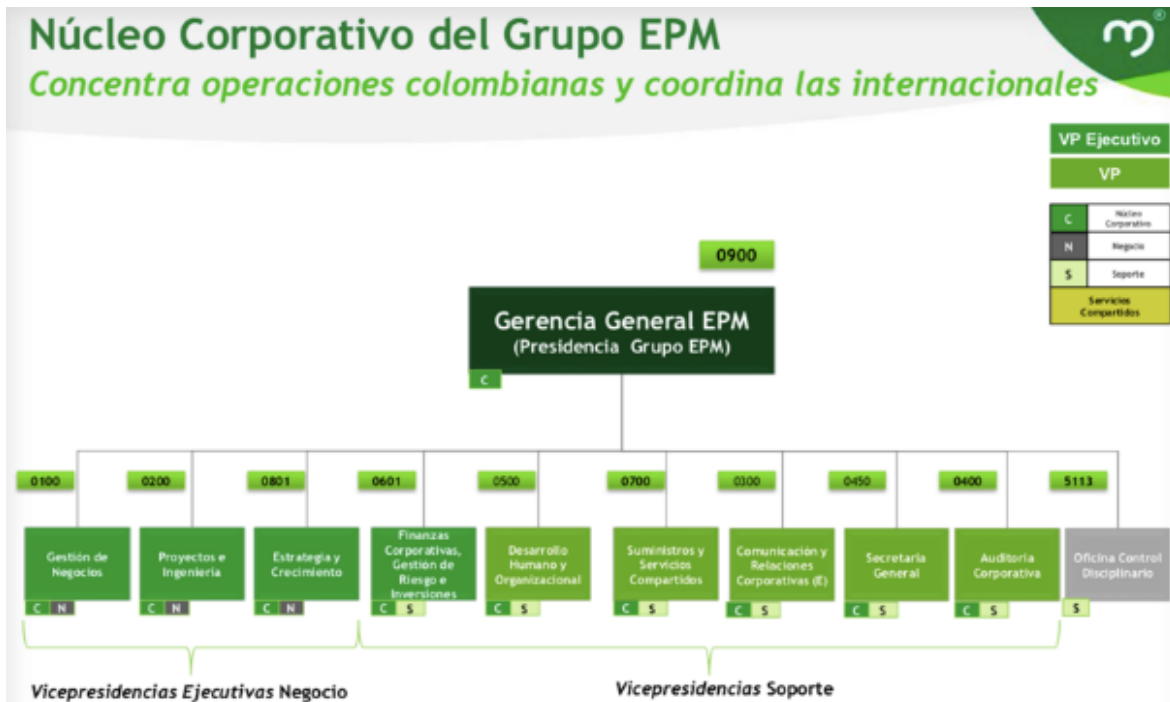 Núcleo Corporativo del Grupo EPM
Concentra operaciones colombianas y coordina las internacionales
VP Ejecutivo
VP
C
Núcleo
Corporativo
N
Negocio
S
Soporte
Servicios
Compartidos
0900
Gerencia General EPM
(Presidencia Grupo EPM)
C
0100
0200
0801
0601
0500
0700
0300
0450
0400
5113
Gestión de
Negocios
C N
Proyectos e
Ingeniería
C N
Estrategia y
Crecimiento
C N
Finanzas
Corporativas,
Gestión de
Riesgo e
Inversiones
C S
Desarrollo
Humano y
Organizacional
C S
Suministros y
Servicios
Compartidos
C S
Comunicación y
Relaciones
Corporativas (E)
C S
Secretaria
General
C S
Auditoria
Corporativa
C S
Oficina Control
Disciplinario
S
Vicepresidencias Ejecutivas Negocio
Vicepresidencias Soporte